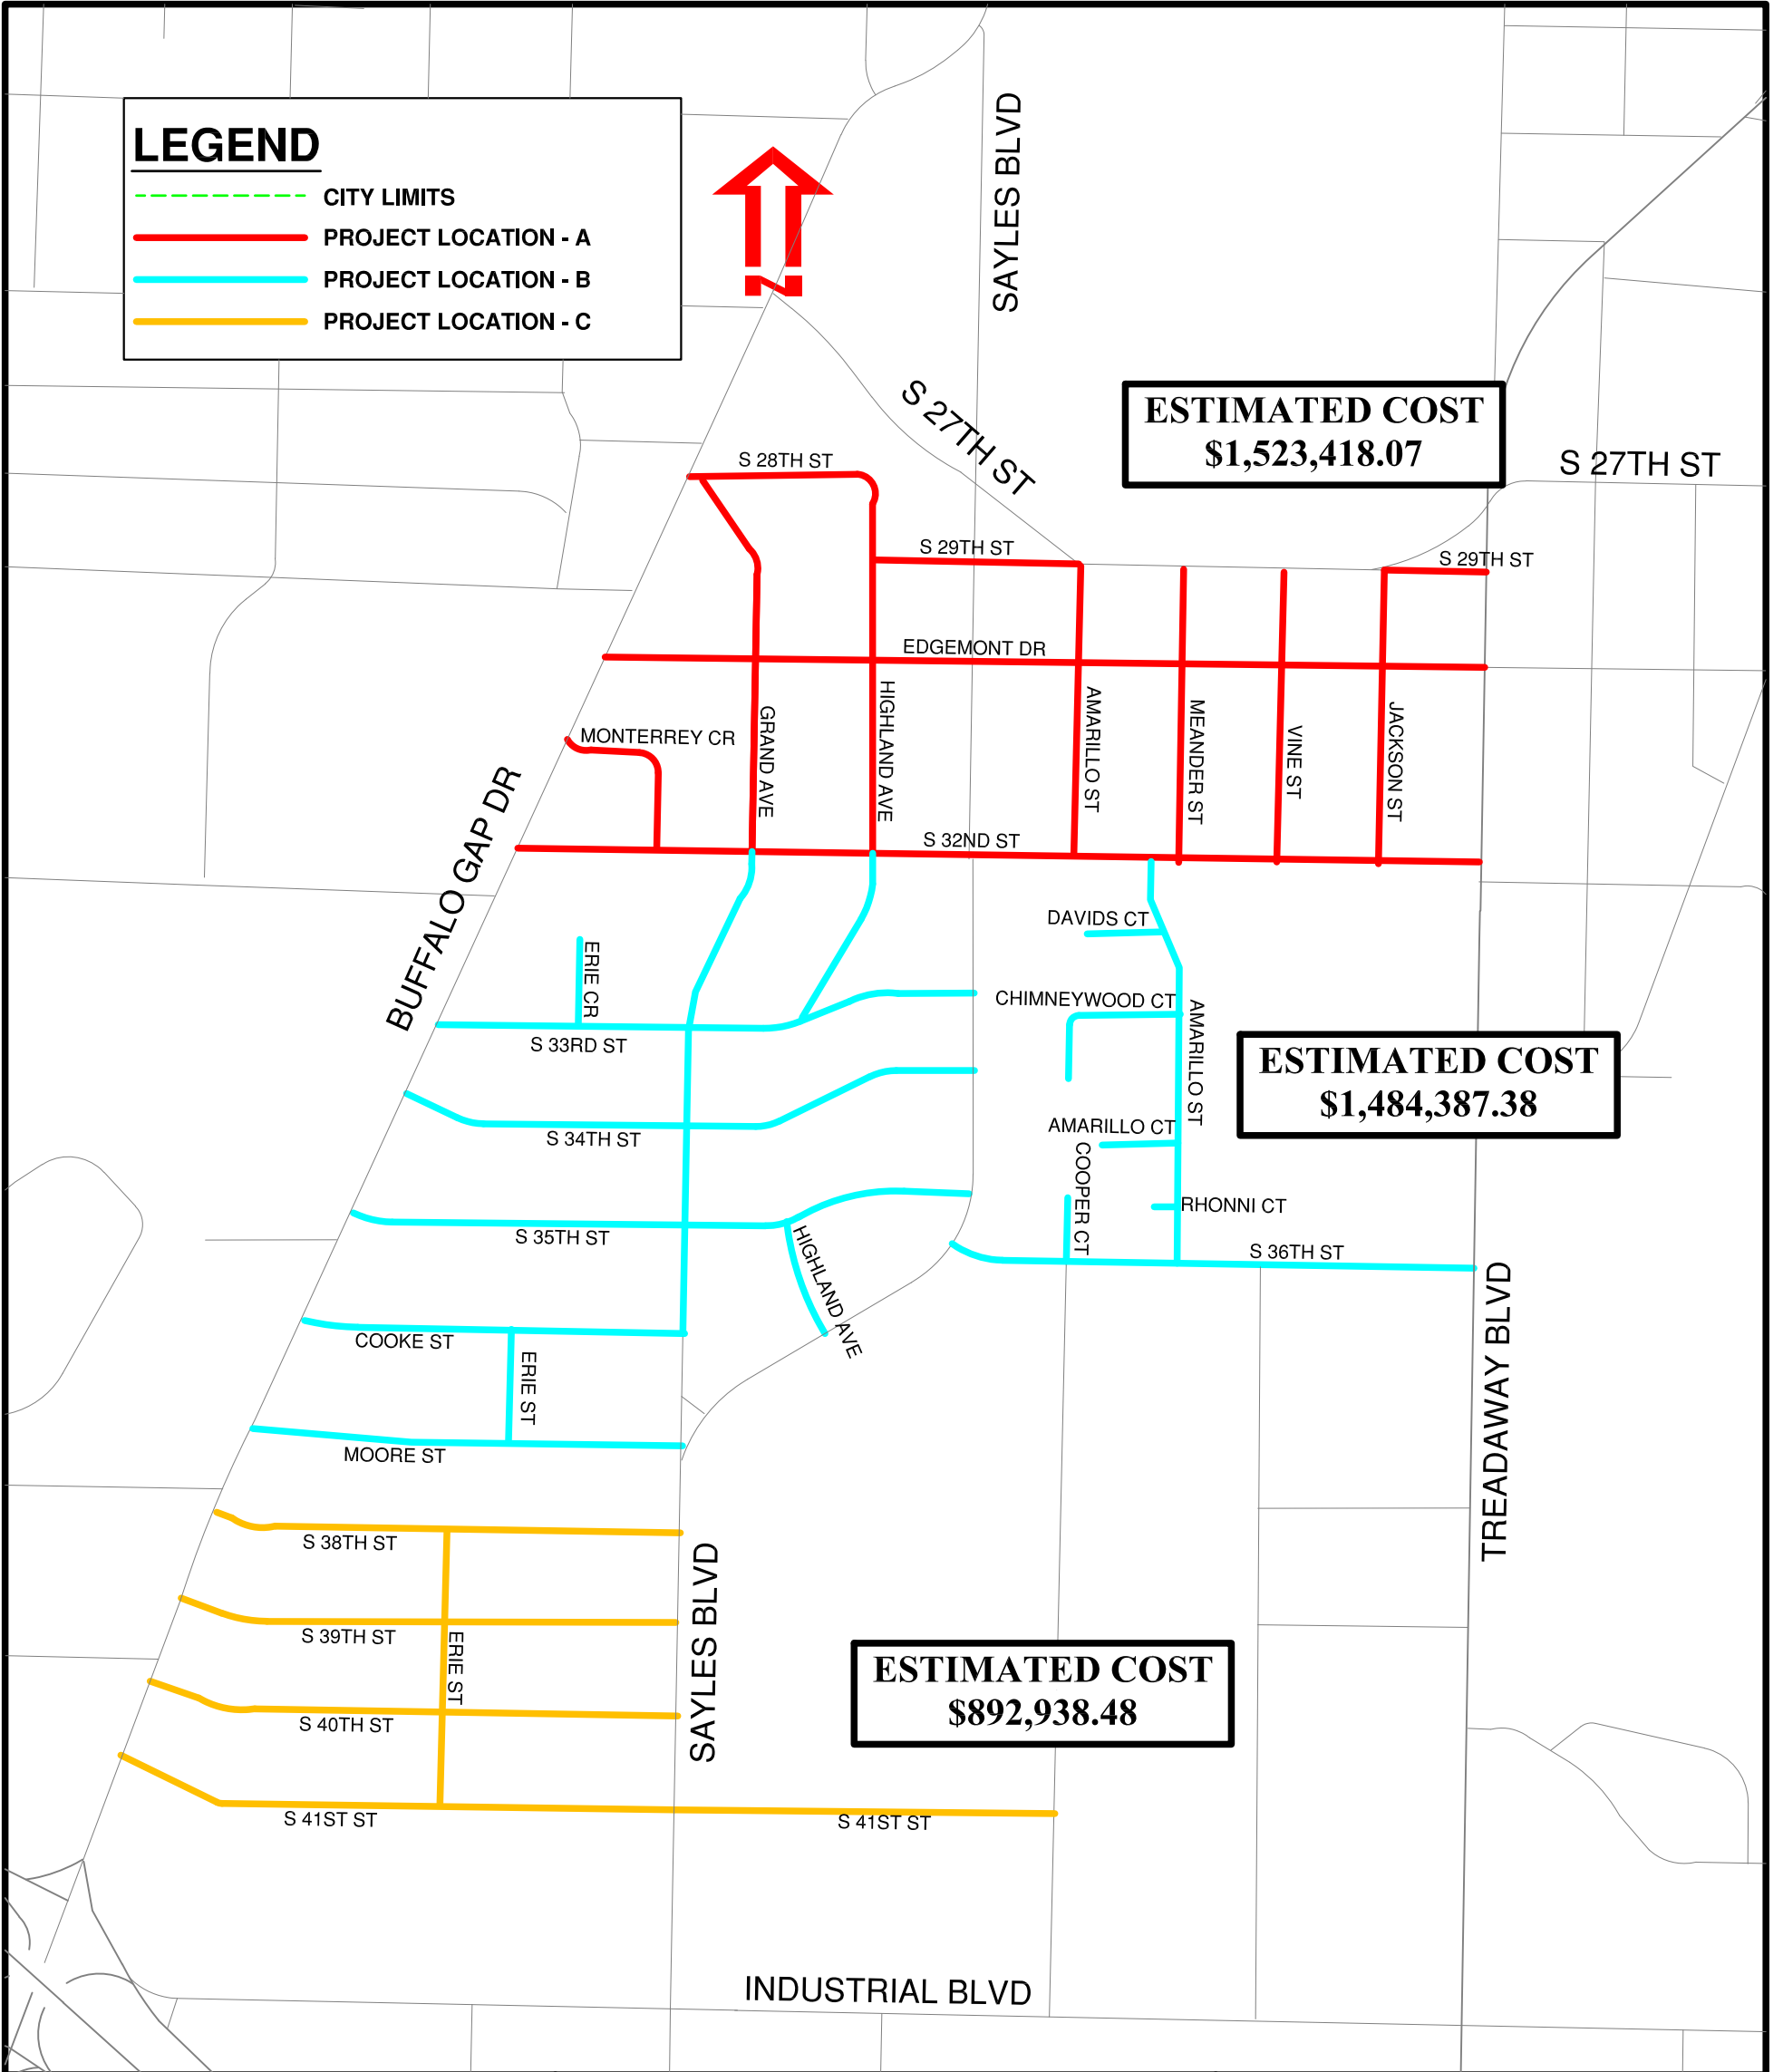 LEGEND
CITY LIMITS
PROJECT LOCATION - A
PROJECT LOCATION - B
PROJECT LOCATION - C
N
SAYLES BLVD
S 27TH ST
ESTIMATED COST
$1,523,418.07
S 27TH ST
S 28TH ST
S 29TH ST
S 29TH ST
EDGEMONT DR
MONTERREY CR
GRAND AVE
HIGHLAND AVE
AMARILLO ST
MEANDER ST
VINE ST
JACKSON ST
S 32ND ST
BUFFALO GAP DR
DAVIDS CT
ERIE CR
CHIMNEYWOOD CT
AMARILLO ST
S 33RD ST
ESTIMATED COST
$1,484,387.38
S 34TH ST
AMARILLO CT
COOPER CT
RHONNI CT
S 35TH ST
HIGHLAND AVE
S 36TH ST
COOKE ST
ERIE ST
TREADAWAY BLVD
MOORE ST
S 38TH ST
SAYLES BLVD
S 39TH ST
ERIE ST
ESTIMATED COST
$892,938.48
S 40TH ST
S 41ST ST
S 41ST ST
INDUSTRIAL BLVD